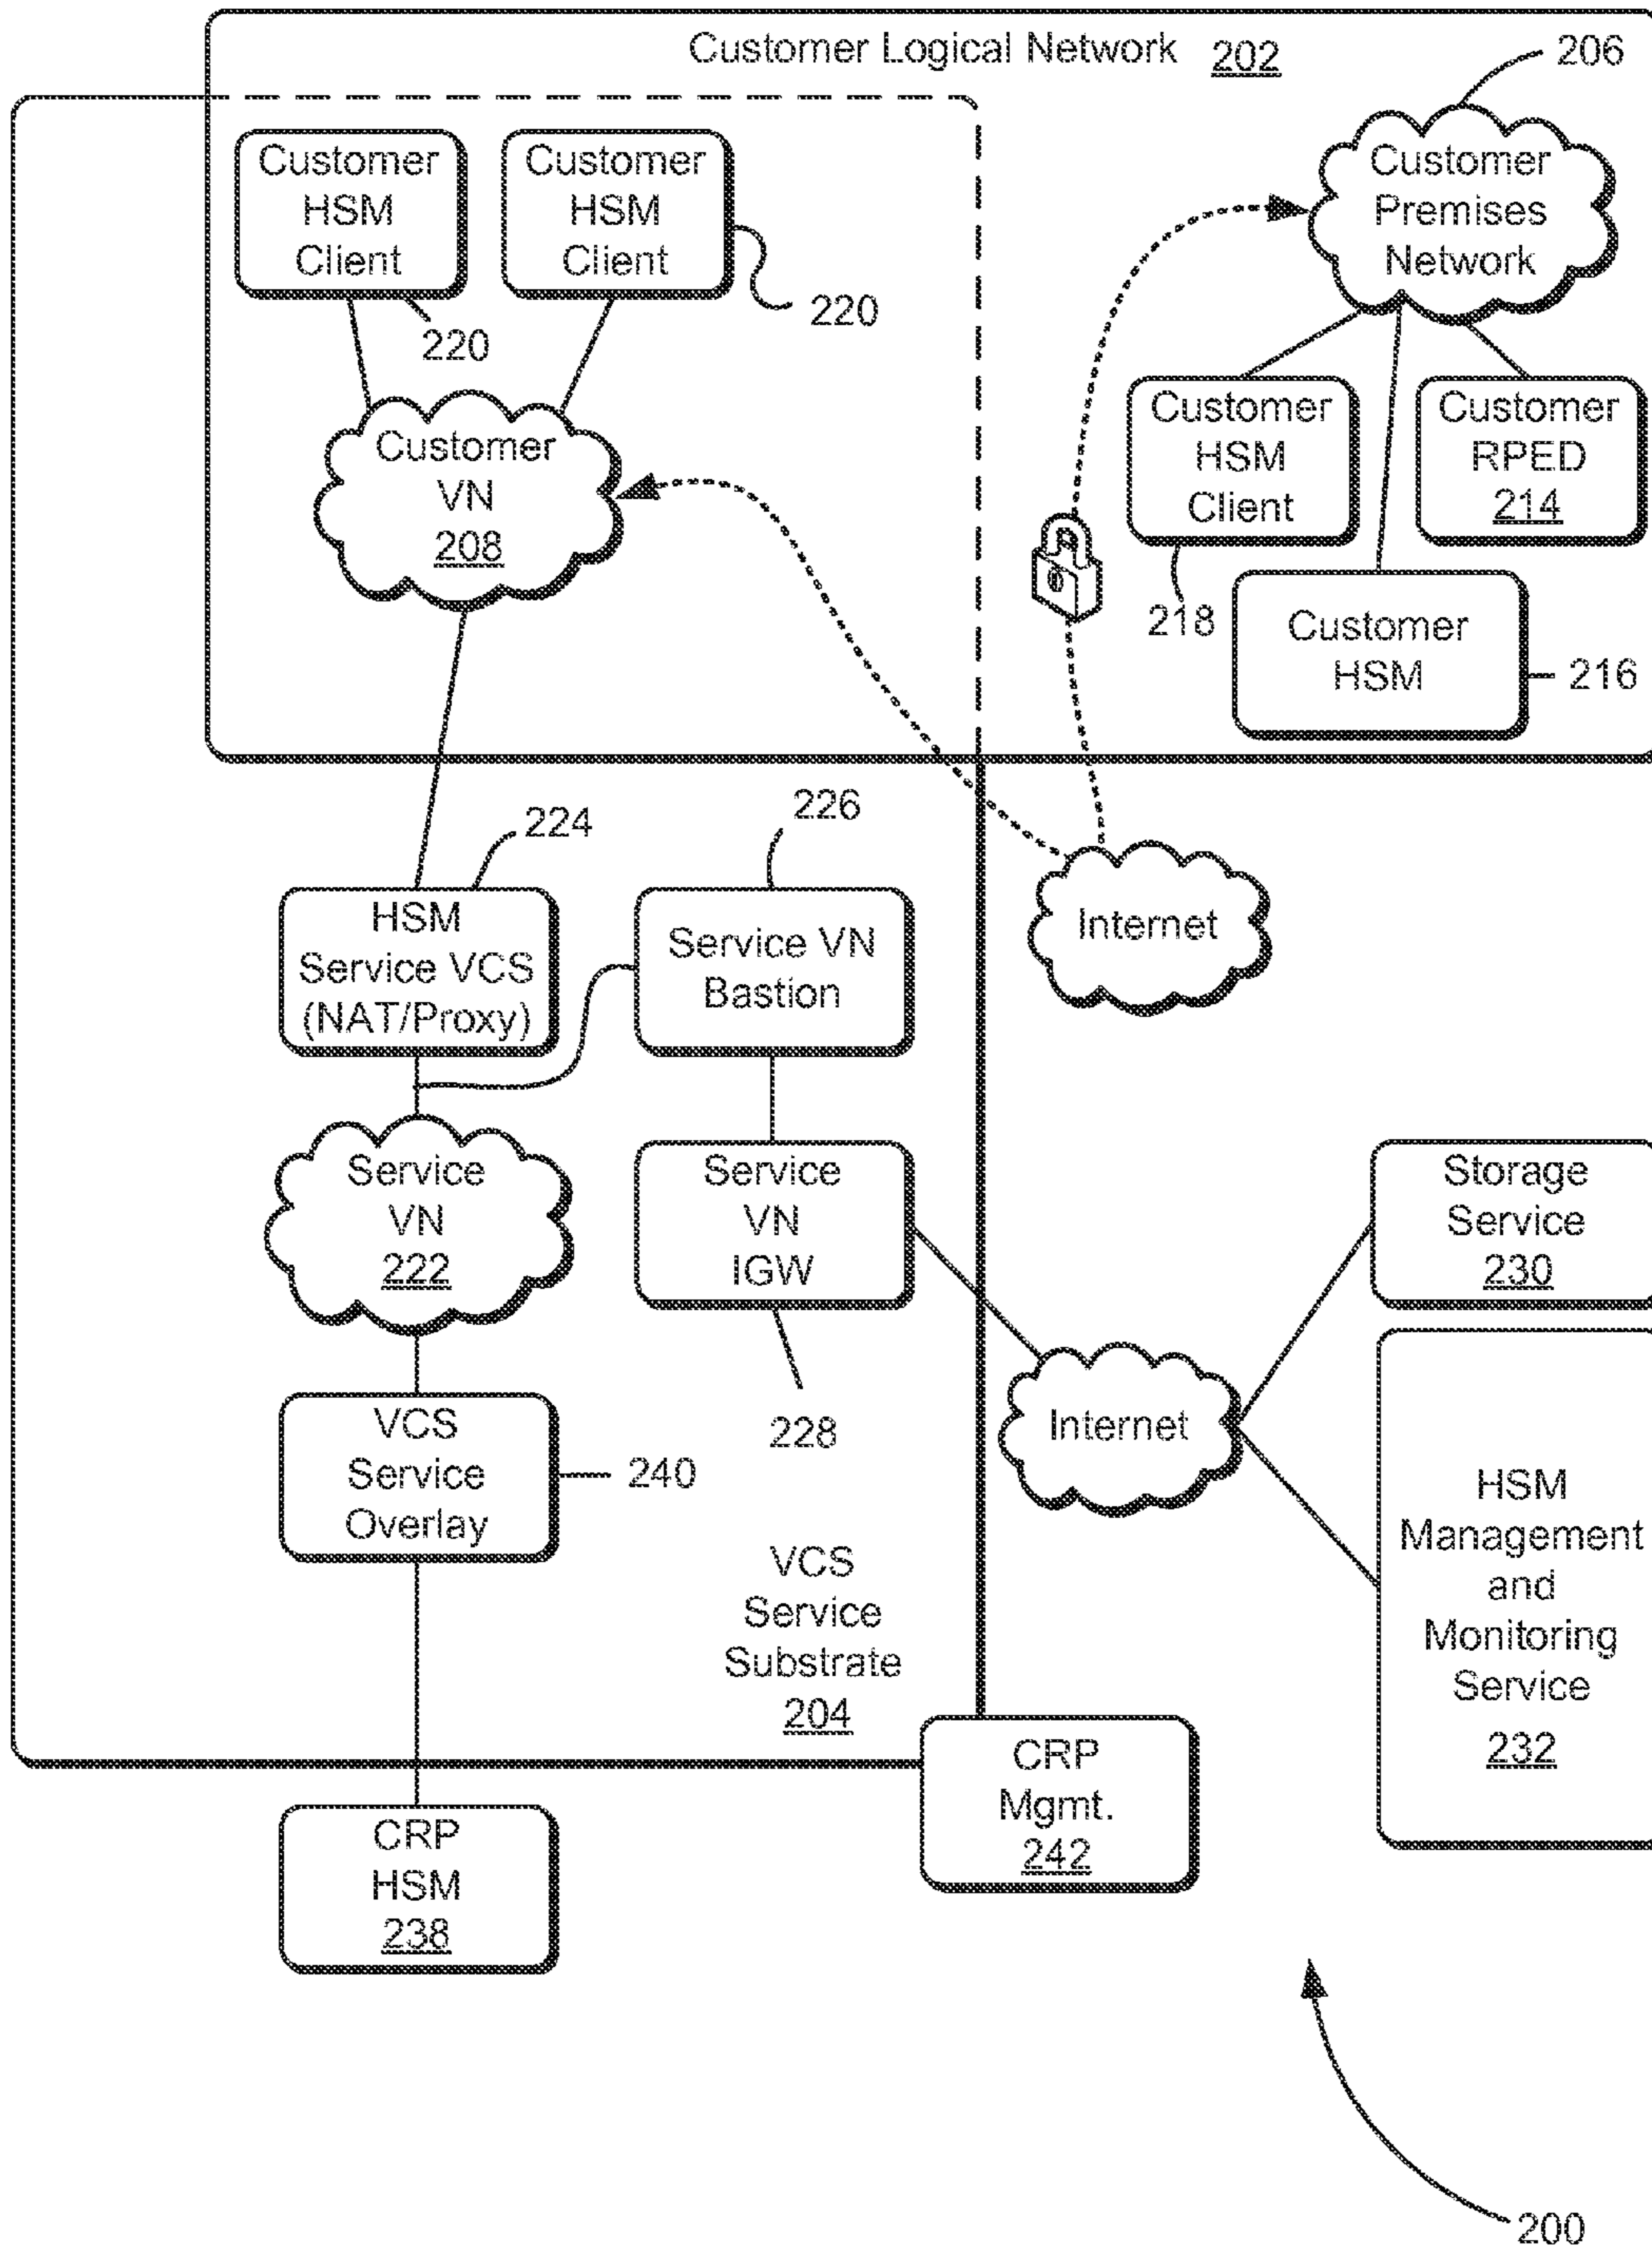 Customer Logical Network 202
206
Customer
HSM
Client
220
Customer
HSM
Client
220
Customer
Premises
Network
Customer
VN
208
Customer
HSM
Client
218
Customer
RPED
214
Customer
HSM
216
224
HSM
Service VCS
(NAT/Proxy)
226
Service VN
Bastion
Internet
Service
VN
222
Service
VN
IGW
228
Storage
Service
230
VCS
Service
Overlay
240
Internet
HSM
Management
and
Monitoring
Service
232
VCS
Service
Substrate
204
CRP
Mgmt.
242
CRP
HSM
238
200